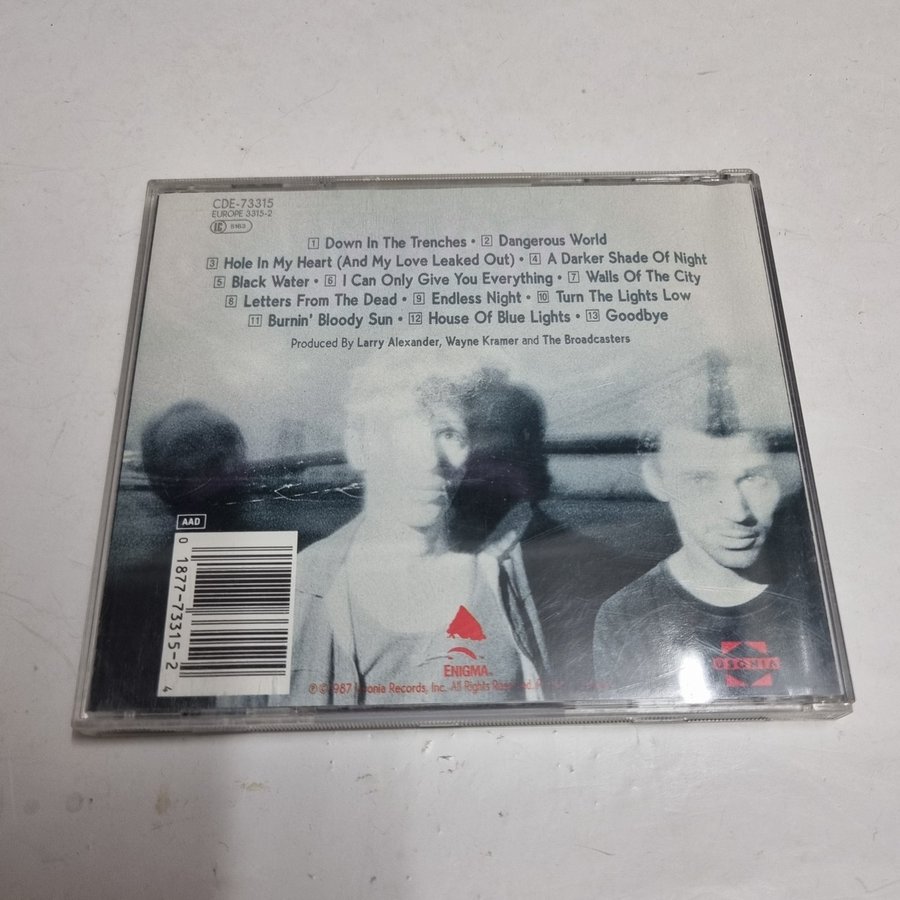 CDE-73315
EUROPE 3315-2
5163
1 Down In The Trenches • 2 Dangerous World
3 Hole In My Heart (And My Love Leaked Out) • 4 A Darker Shade Of Night
5 Black Water • 6 I Can Only Give You Everything • 7 Walls Of The City
8 Letters From The Dead • 9 Endless Night • 10 Turn The Lights Low
11 Burnin' Bloody Sun • 12 House Of Blue Lights • 13 Goodbye
Produced By Larry Alexander, Wayne Kramer and The Broadcasters
AAD
0 1877-73315-2 4
ENIGMA
℗ © 1987 Records, Inc. All Rights Reserved.